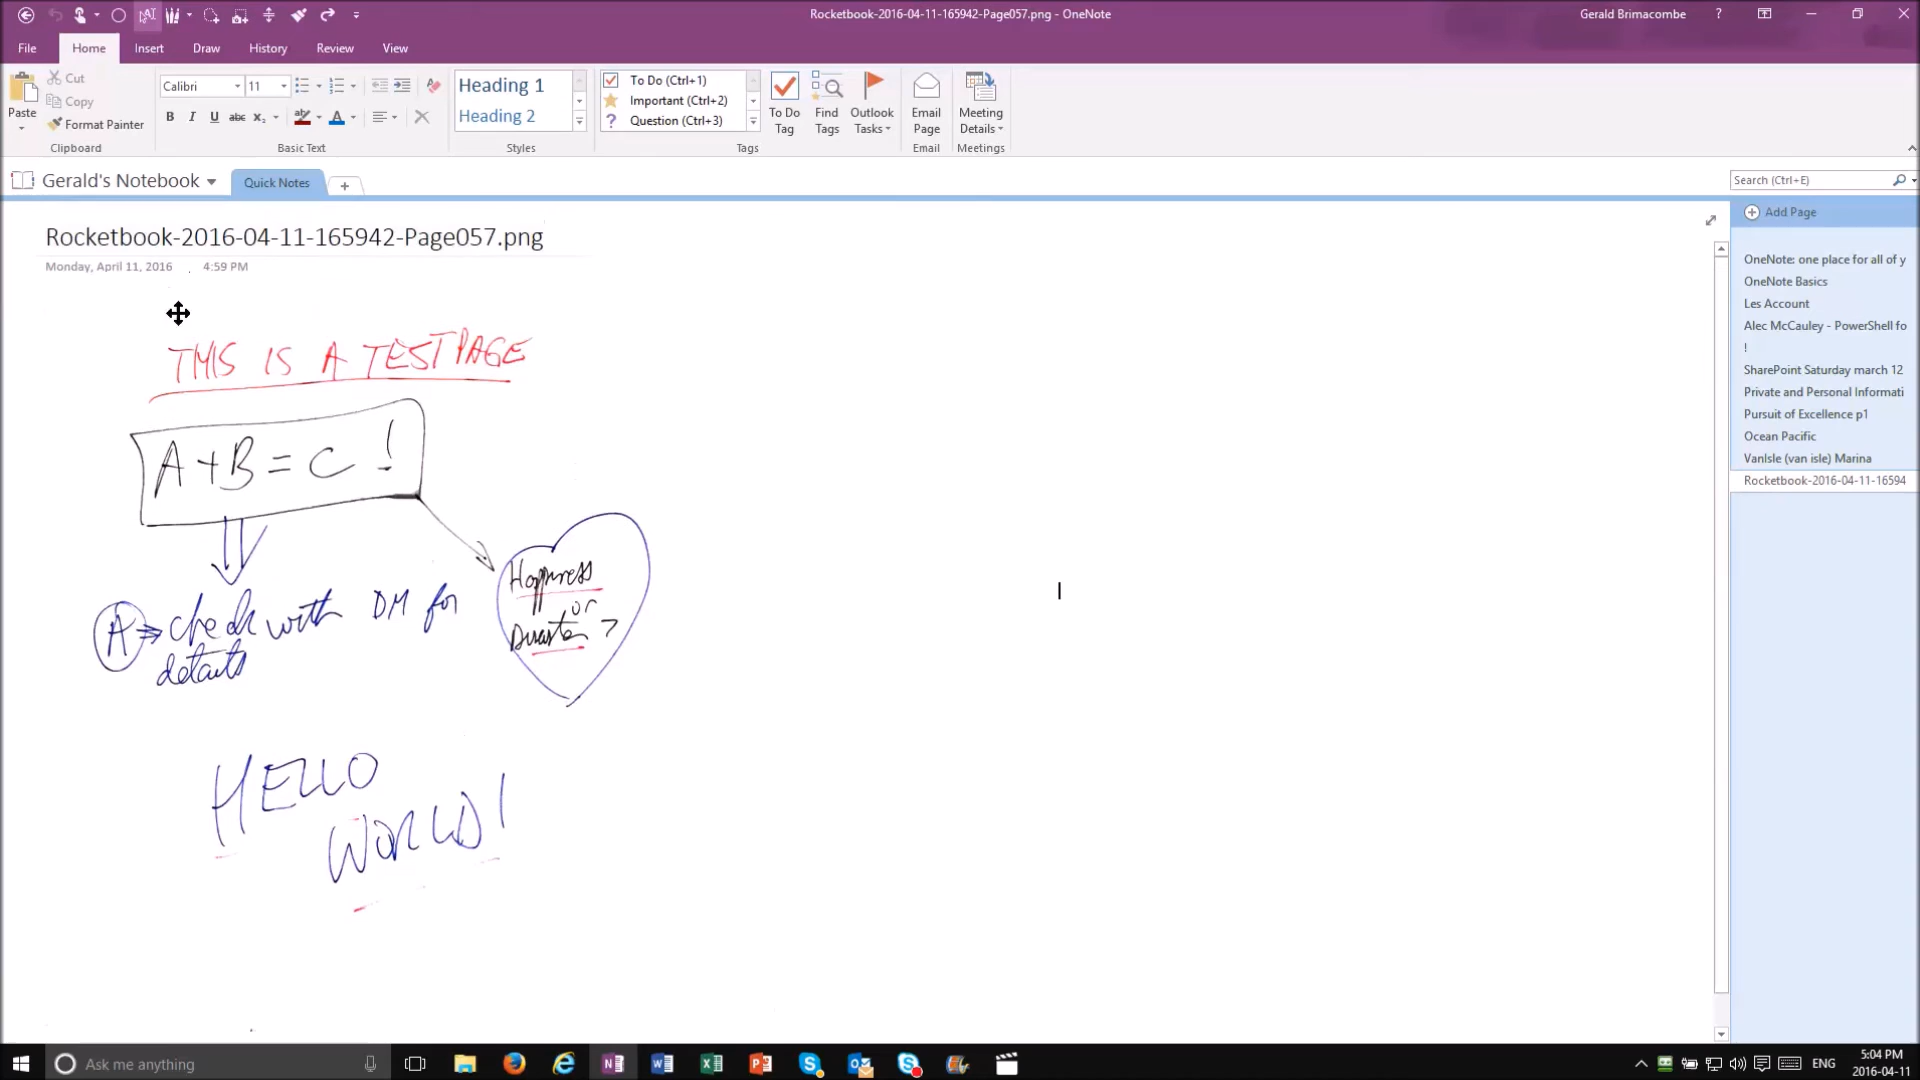 Rocketbook-2016-04-11-165942-Page057.png - OneNote
Gerald Brimacombe
?
File Home Insert Draw History Review View
Paste
Cut
Copy
Format Painter
Clipboard
Calibri 11
B I U abc x₂ A
Basic Text
Heading 1
Heading 2
Styles
To Do (Ctrl+1)
Important (Ctrl+2)
Question (Ctrl+3)
To Do Tag
Find Tags
Outlook Tasks
Tags
Email Page
Email
Meeting Details
Meetings
Gerald's Notebook
Quick Notes
Search (Ctrl+E)
Add Page
OneNote: one place for all of y
OneNote Basics
Les Account
Alec McCauley - PowerShell fo
!
SharePoint Saturday march 12
Private and Personal Informati
Pursuit of Excellence p1
Ocean Pacific
VanIsle (van isle) Marina
Rocketbook-2016-04-11-16594
Rocketbook-2016-04-11-165942-Page057.png
Monday, April 11, 2016 4:59 PM
THIS IS A TESTPAGE
A+B=C !
A => check with DM for
details
Happiness
or
Disaster ?
HELLO
WORLD!
Ask me anything
ENG
5:04 PM
2016-04-11